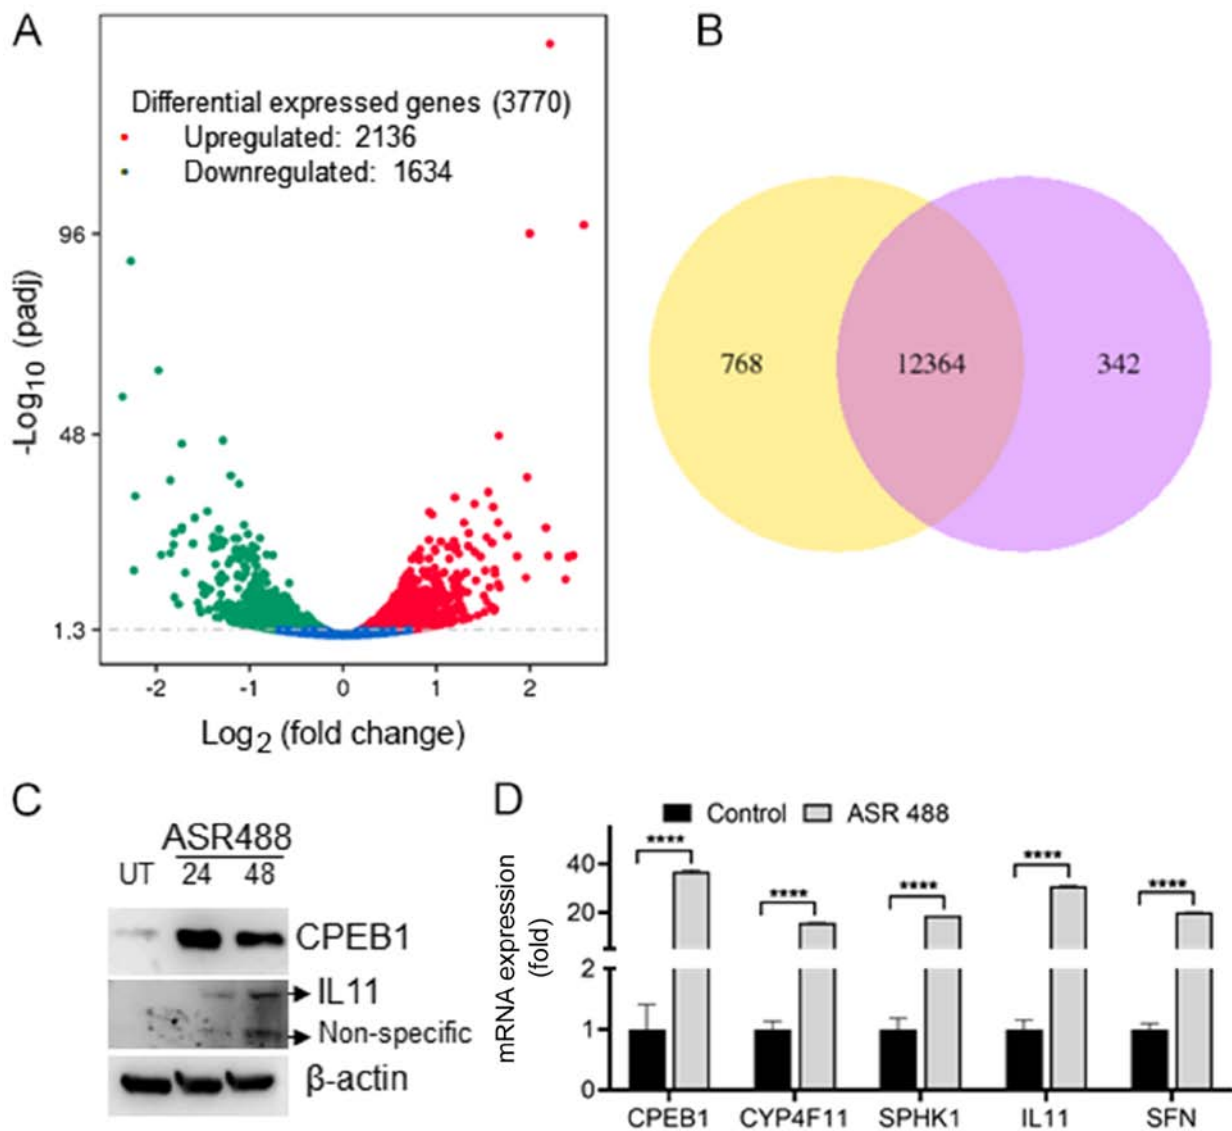 A
Differential expressed genes (3770)
Upregulated: 2136
Downregulated: 1634
96
48
1.3
-Log10 (padj)
-2 -1 0 1 2
Log2 (fold change)
B
768 12364 342
C
ASR488
UT 24 48
CPEB1
IL11
Non-specific
β-actin
D
Control ASR 488
**** **** **** **** ****
40
20
2
1
0
mRNA expression
(fold)
CPEB1 CYP4F11 SPHK1 IL11 SFN